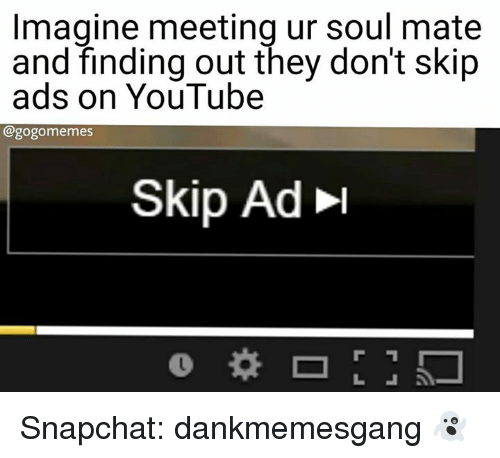 Imagine meeting ur soul mate
and finding out they don't skip
ads on YouTube
@gogomemes
Skip Ad
Snapchat: dankmemesgang 👻